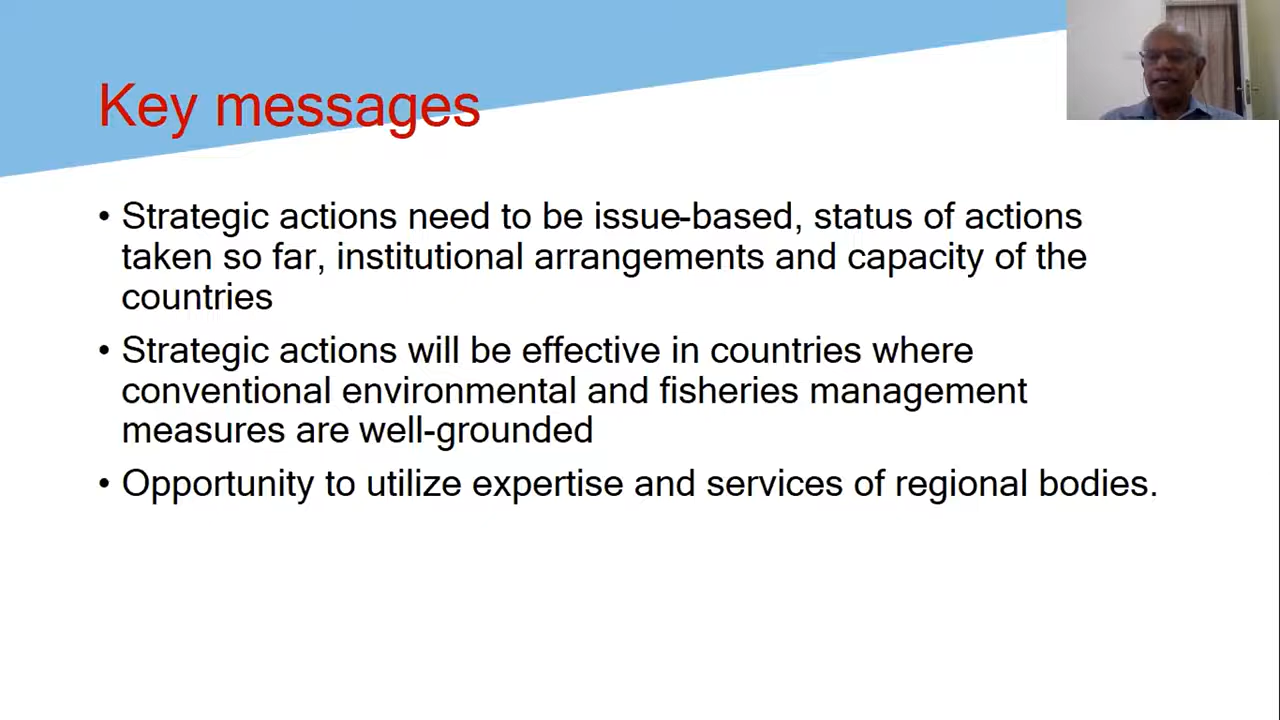 Key messages
• Strategic actions need to be issue-based, status of actions
taken so far, institutional arrangements and capacity of the
countries
• Strategic actions will be effective in countries where
conventional environmental and fisheries management
measures are well-grounded
• Opportunity to utilize expertise and services of regional bodies.